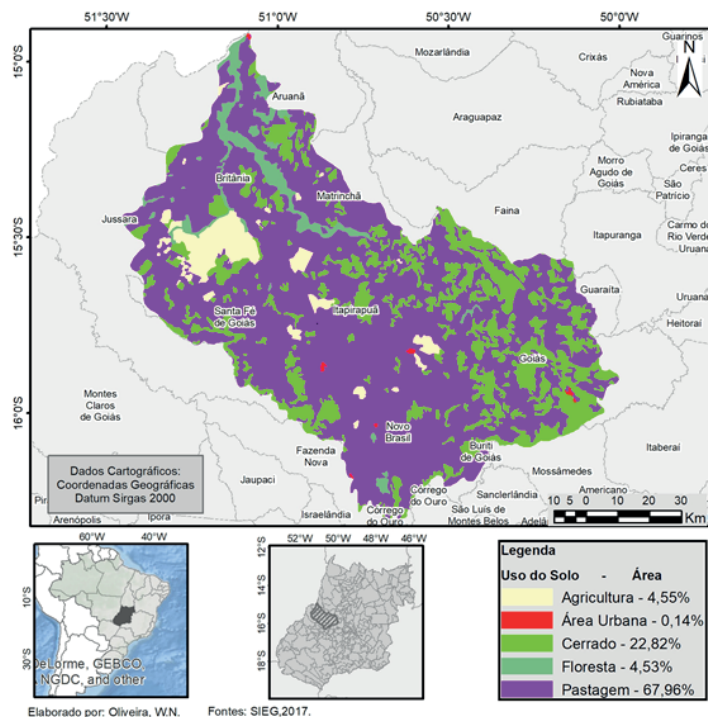 51°30'W 51°0'W 50°30'W 50°0'W
15°0'S
15°30'S
16°0'S
Guarinos
N
Mozarlândia
Crixás
Nova
América
Rubiataba
Aruanã
Araguapaz
Ipiranga
de Goiás
Morro
Agudo de
Goiás
Ceres
São
Patrício
Britânia
Matrinchã
Jussara
Faina
Carmo do
Rio Verde
Uruana
Itapuranga
Guaraíta
Uruana
Santa Fé
de Goiás
Itapirapuã
Heitoraí
Goiás
Montes
Claros
de Goiás
Novo
Brasil
Buriti
de Goiás
Itaberaí
Fazenda
Nova
Mossâmedes
Dados Cartográficos:
Coordenadas Geográficas
Datum Sirgas 2000
Jaupaci
Córrego
do Ouro
Sanclerlândia
Americano
Arenópolis
Ipora
Israelândia
Córrego
do Ouro
São Luís de
Montes Belos
10 5 0 10 20 30
Km
60°W 40°W
10°S
30°S
DeLorme, GEBCO,
NGDC, and other
52°W 50°W 48°W 46°W
12°S
14°S
16°S
18°S
Legenda
Uso do Solo - Área
Agricultura - 4,55%
Área Urbana - 0,14%
Cerrado - 22,82%
Floresta - 4,53%
Pastagem - 67,96%
Elaborado por: Oliveira, W.N. Fontes: SIEG,2017.